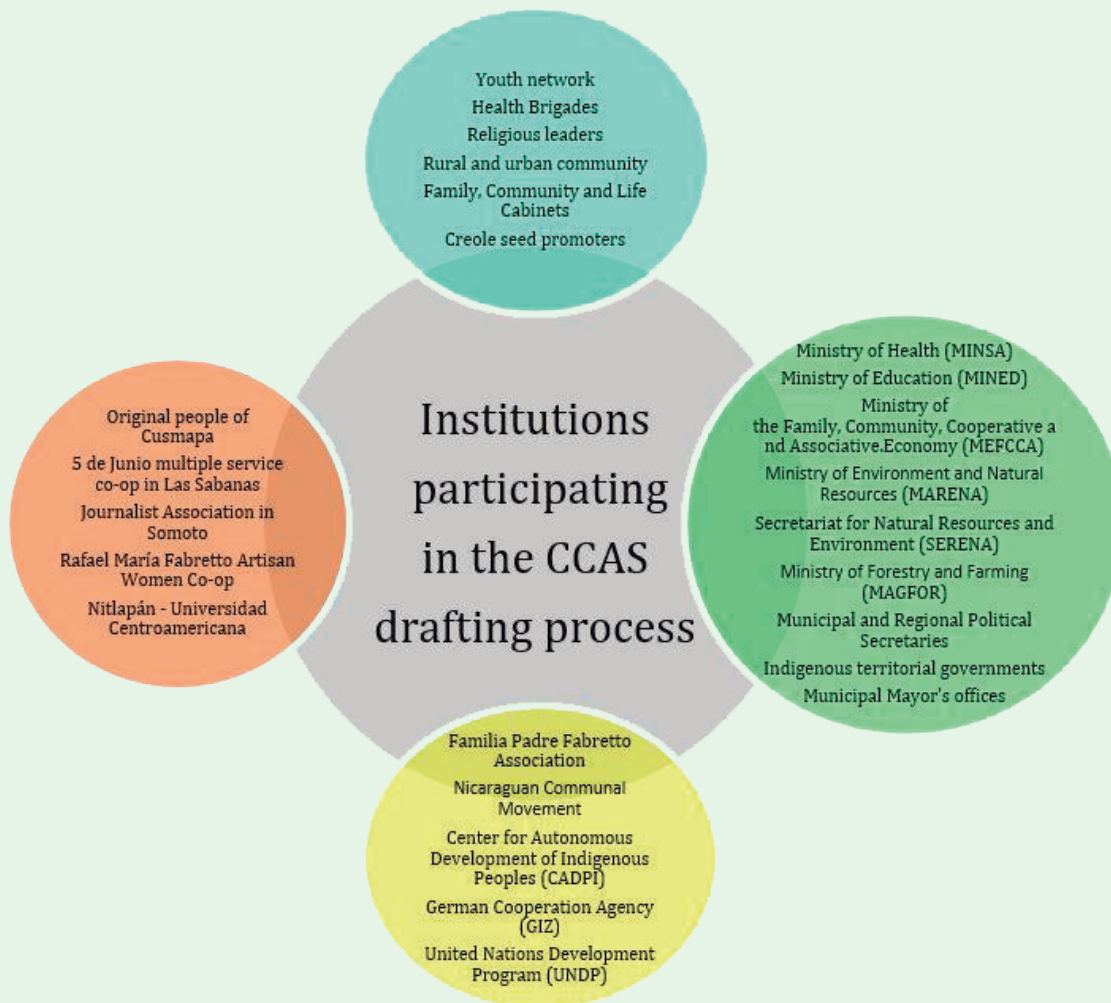 Youth network
Health Brigades
Religious leaders
Rural and urban community
Family, Community and Life
Cabinets
Creole seed promoters
Institutions
participating
in the CCAS
drafting process
Ministry of Health (MINSA)
Ministry of Education (MINED)
Ministry of
the Family, Community, Cooperative a
nd Associative.Economy (MEFCCA)
Ministry of Environment and Natural
Resources (MARENA)
Secretariat for Natural Resources and
Environment (SERENA)
Ministry of Forestry and Farming
(MAGFOR)
Municipal and Regional Political
Secretaries
Indigenous territorial governments
Municipal Mayor's offices
Familia Padre Fabretto
Association
Nicaraguan Communal
Movement
Center for Autonomous
Development of Indigenous
Peoples (CADPI)
German Cooperation Agency
(GIZ)
United Nations Development
Program (UNDP)
Original people of
Cusmapa
5 de Junio multiple service
co-op in Las Sabanas
Journalist Association in
Somoto
Rafael María Fabretto Artisan
Women Co-op
Nitlapán - Universidad
Centroamericana